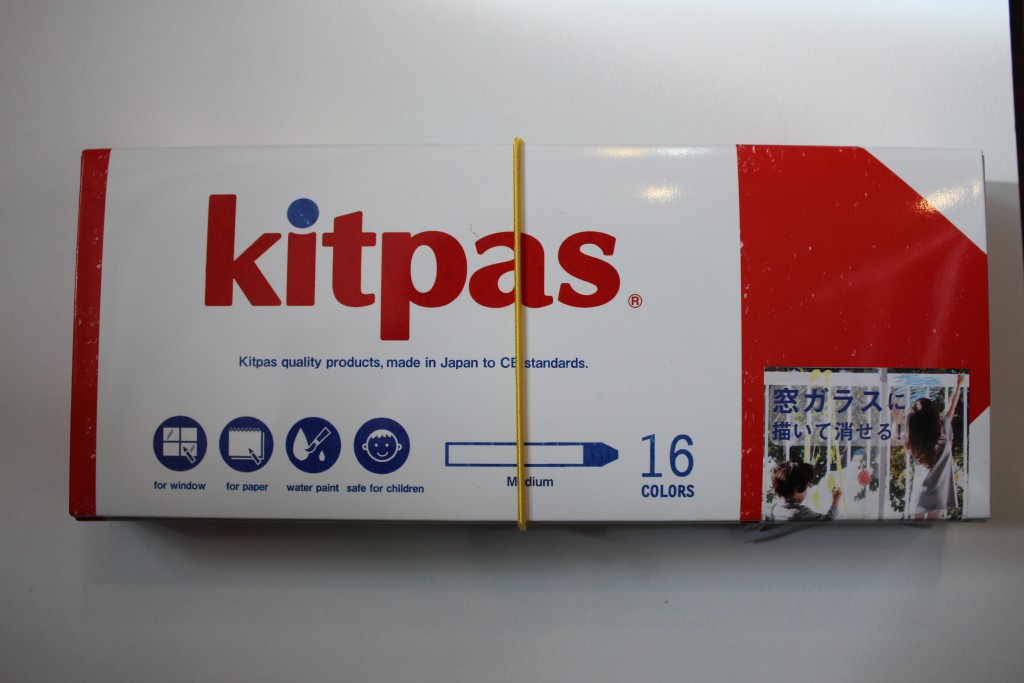 kitpas®
Kitpas quality products, made in Japan to CE standards.
for window
for paper
water paint
safe for children
Medium
16
COLORS
窓ガラスに
描いて消せる!